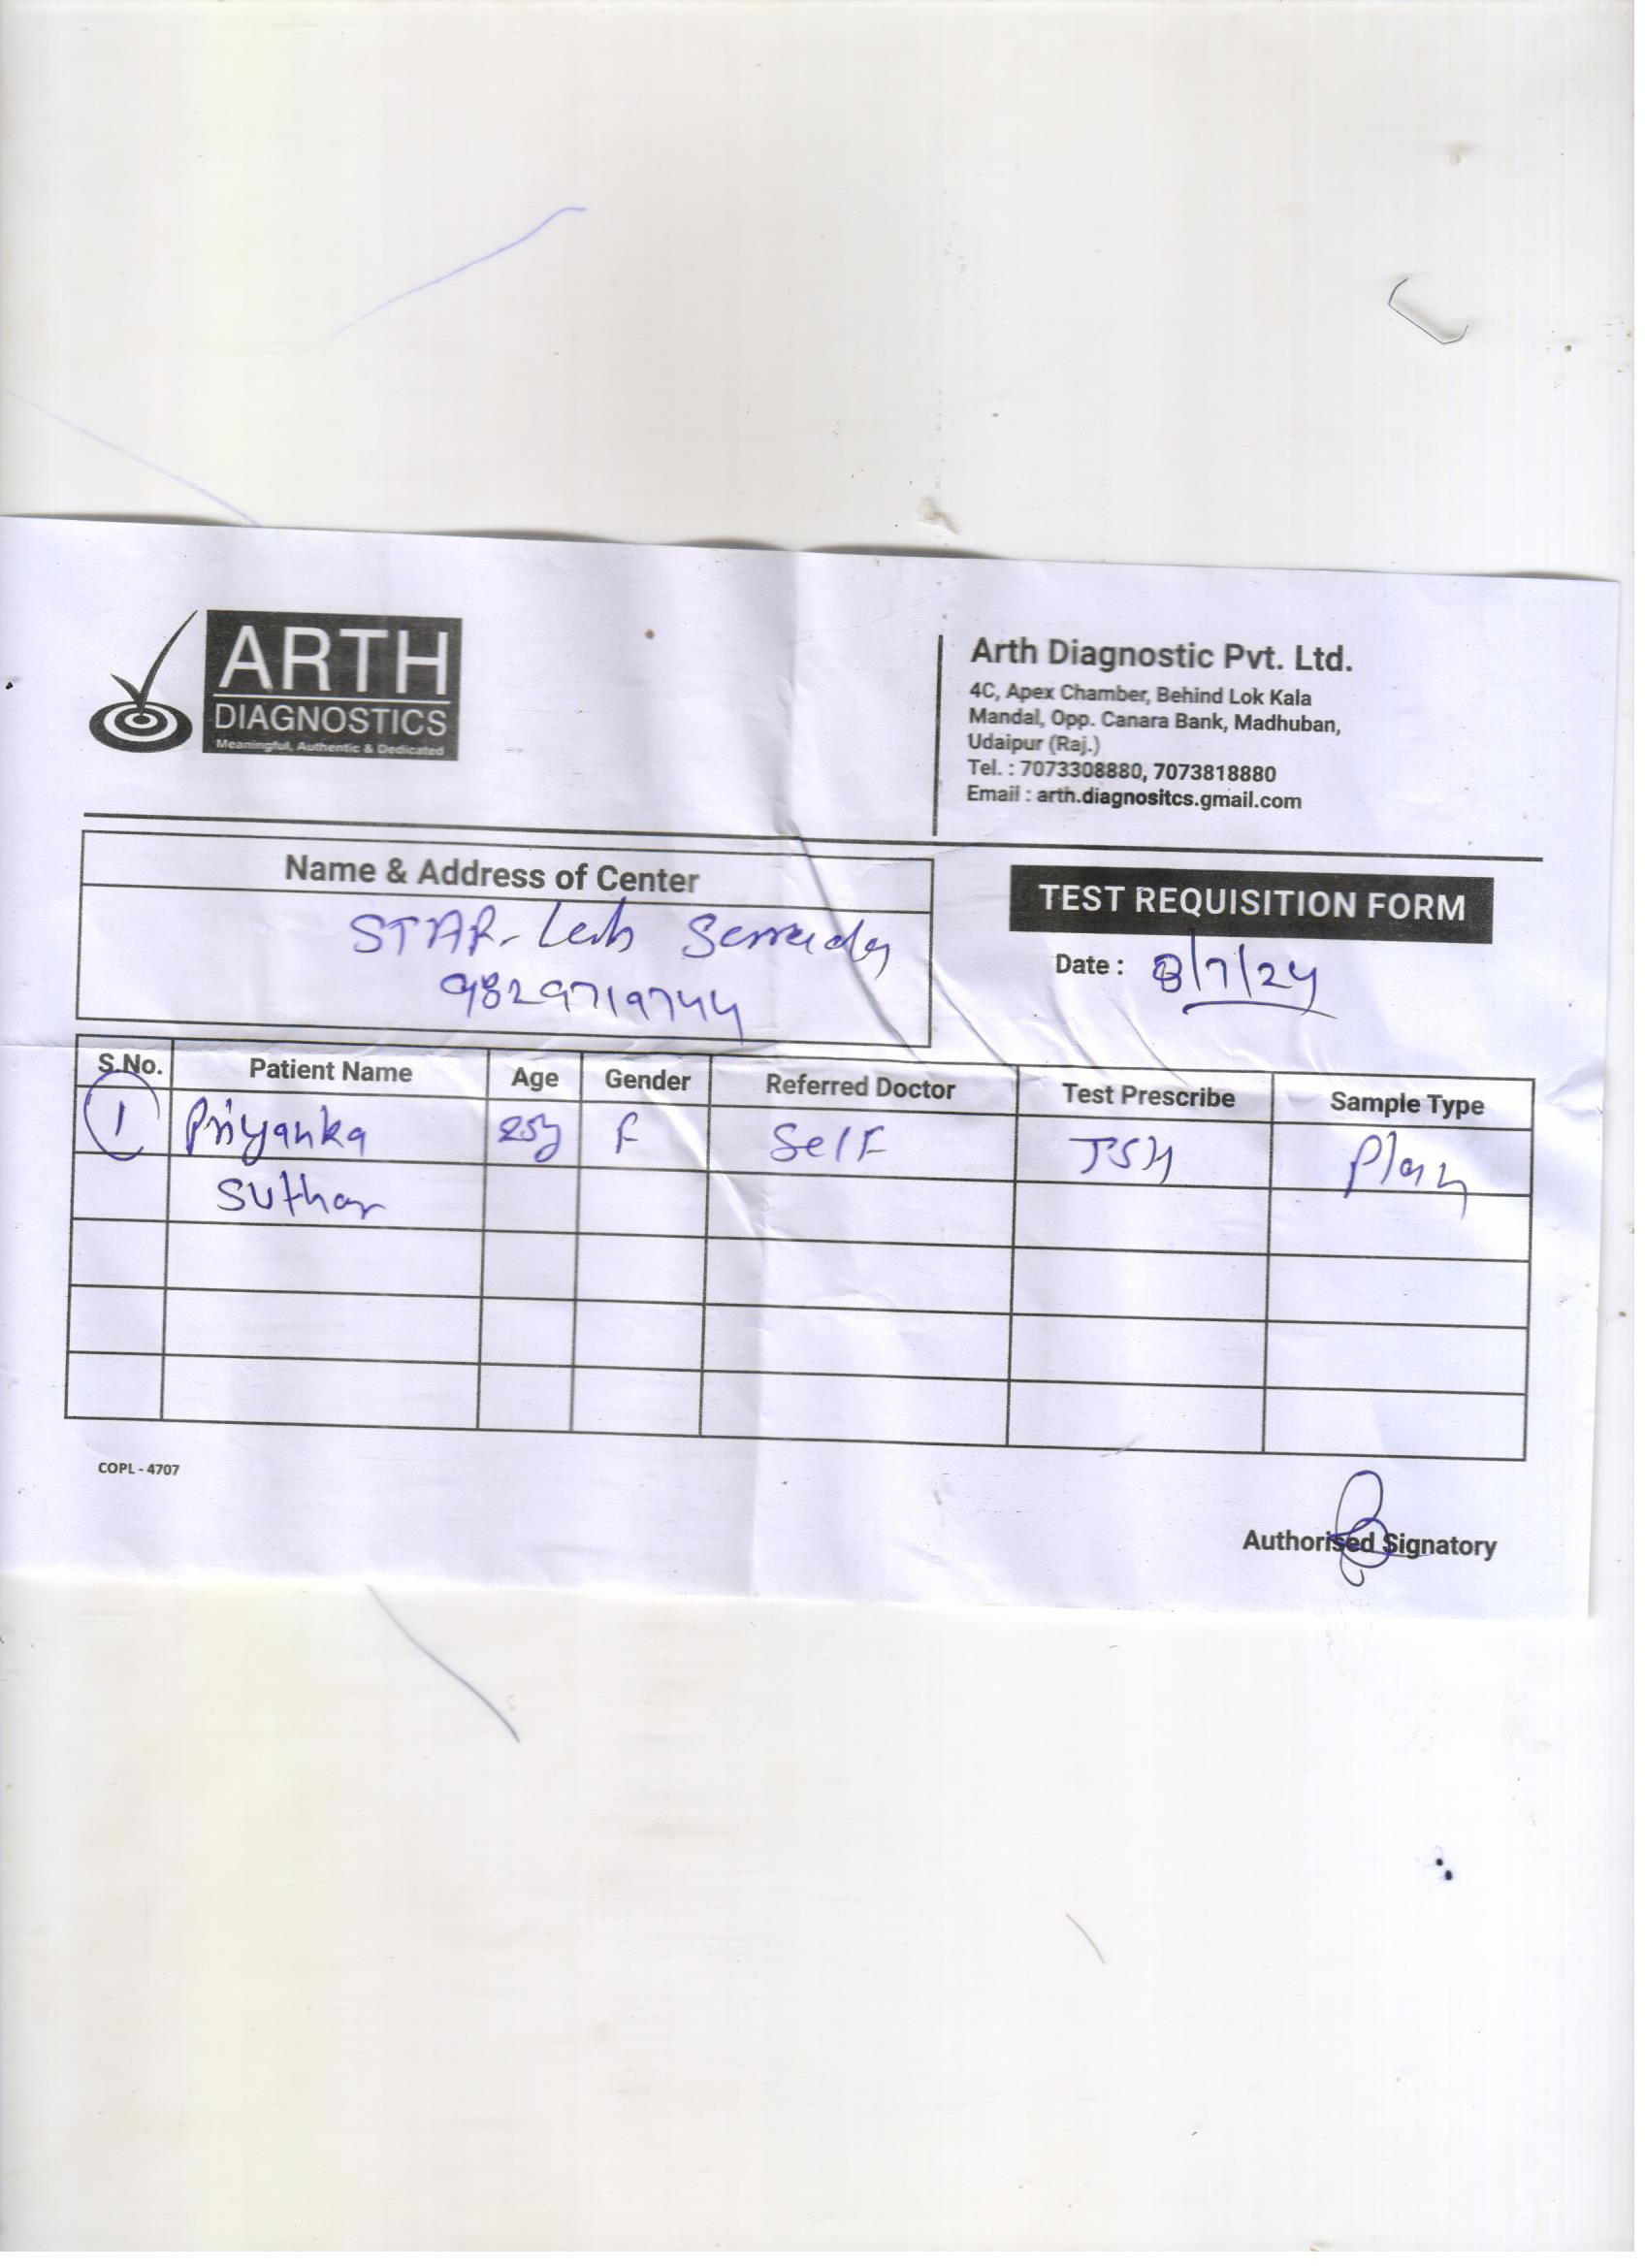 ARTH
DIAGNOSTICS
Meaningful, Authentic & Dedicated
Arth Diagnostic Pvt. Ltd.
4C, Apex Chamber, Behind Lok Kala
Mandal, Opp. Canara Bank, Madhuban,
Udaipur (Raj.)
Tel. : 7073308880, 7073818880
Email : arth.diagnositcs.gmail.com
Name & Address of Center
STAR-Lab
9829719744
TEST REQUISITION FORM
Date : 8/7/24
S.No. Patient Name Age Gender Referred Doctor Test Prescribe Sample Type
1 Priyanka 25y F Self TSH Plan
Suthar
COPL - 4707
Authorised Signatory